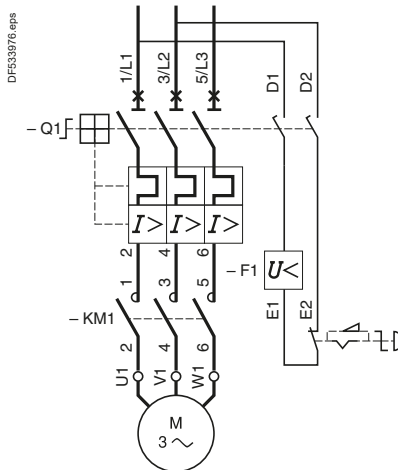 DF533976.eps
1/L1 3/L2 5/L3 D1 D2
– Q1
I> I> I>
2 4 6
– F1 U<
1 3 5 E1 E2
– KM1
2 4 6
U1 V1 W1
M
3 ~